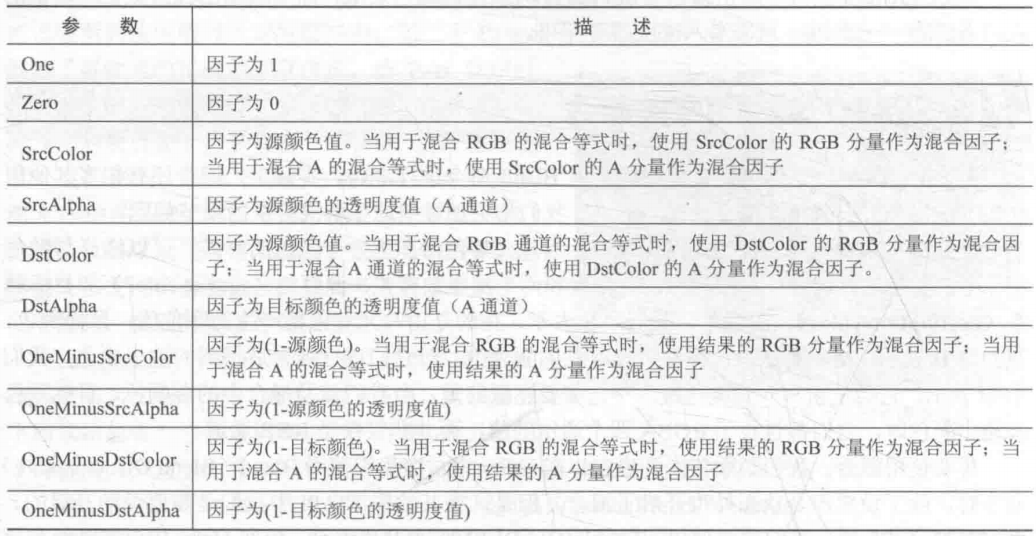 参 数 描 述
One 因子为 1
Zero 因子为 0
SrcColor 因子为源颜色值。当用于混合 RGB 的混合等式时，使用 SrcColor 的 RGB 分量作为混合因子；
当用于混合 A 的混合等式时，使用 SrcColor 的 A 分量作为混合因子
SrcAlpha 因子为源颜色的透明度值（A 通道）
DstColor 因子为源颜色值。当用于混合 RGB 通道的混合等式时，使用 DstColor 的 RGB 分量作为混合因
子；当用于混合 A 通道的混合等式时，使用 DstColor 的 A 分量作为混合因子。
DstAlpha 因子为目标颜色的透明度值（A 通道）
OneMinusSrcColor 因子为(1-源颜色)。当用于混合 RGB 的混合等式时，使用结果的 RGB 分量作为混合因子；当用
于混合 A 的混合等式时，使用结果的 A 分量作为混合因子
OneMinusSrcAlpha 因子为(1-源颜色的透明度值)
OneMinusDstColor 因子为(1-目标颜色)。当用于混合 RGB 的混合等式时，使用结果的 RGB 分量作为混合因子；当
用于混合 A 的混合等式时，使用结果的 A 分量作为混合因子
OneMinusDstAlpha 因子为(1-目标颜色的透明度值)